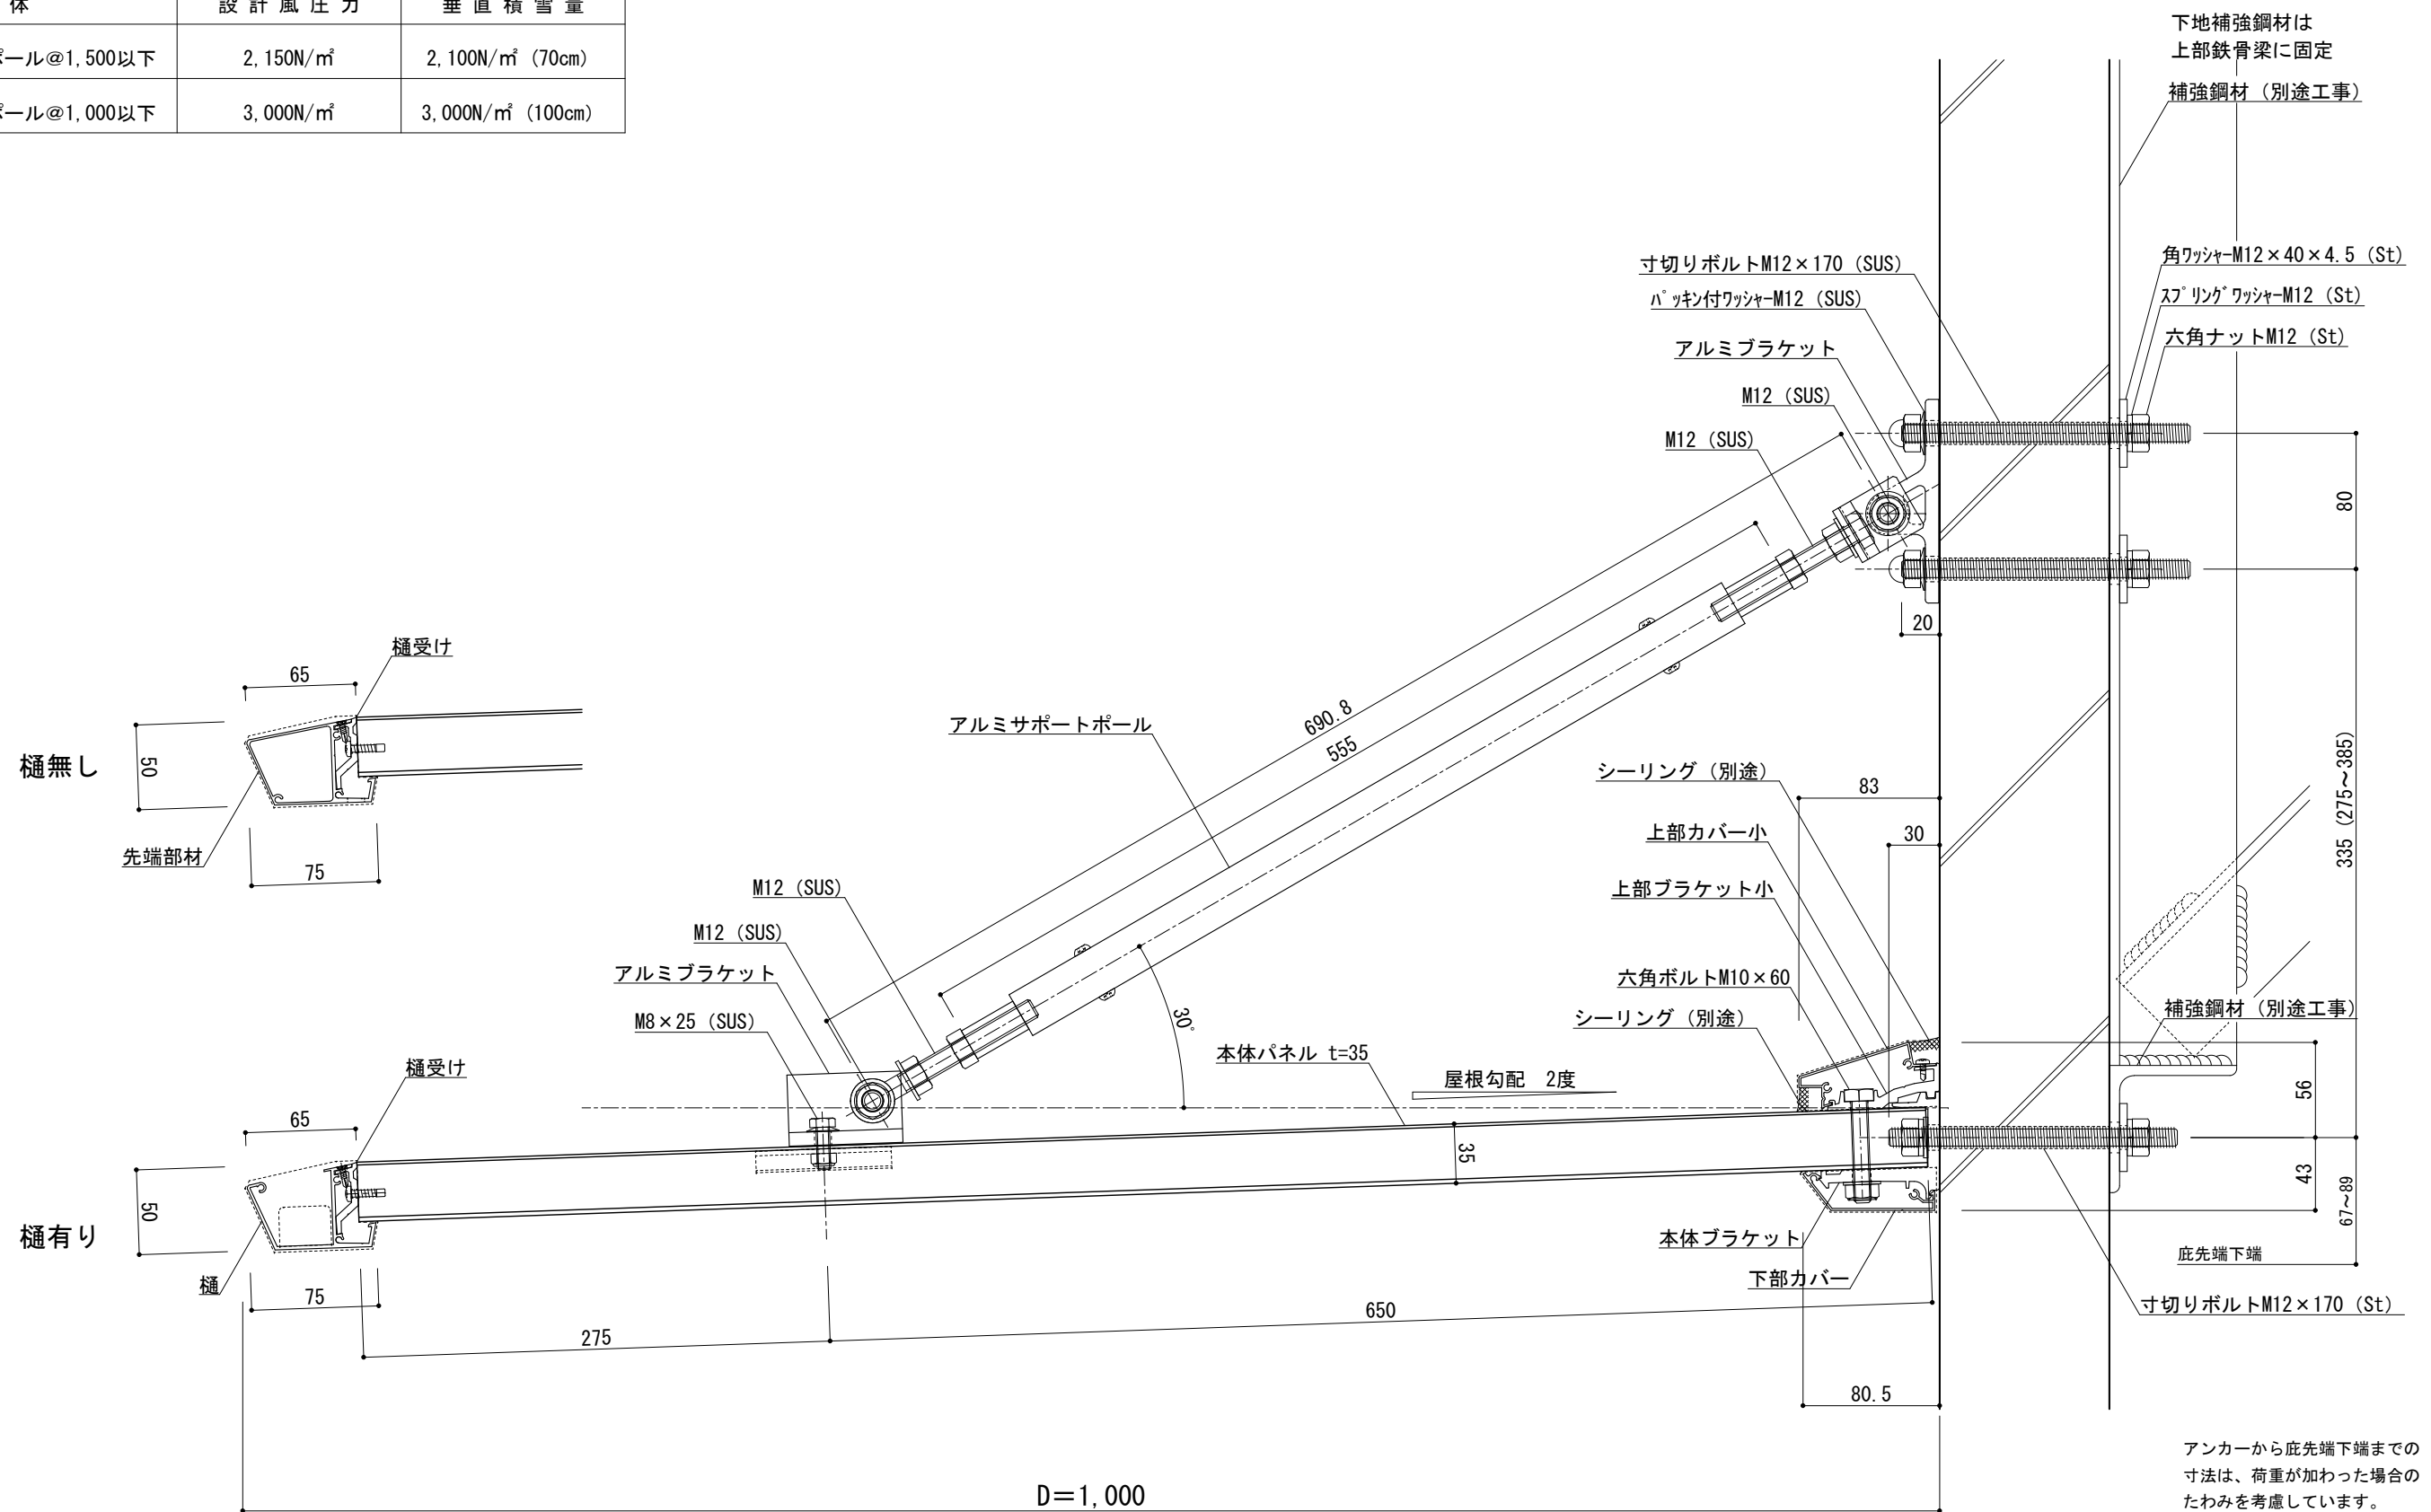 体 設計風圧力 垂直積雪量
ポール@1,500以下 2,150N/㎡ 2,100N/㎡ (70cm)
ポール@1,000以下 3,000N/㎡ 3,000N/㎡ (100cm)
下地補強鋼材は
上部鉄骨梁に固定
補強鋼材 (別途工事)
寸切りボルトM12×170 (SUS)
パッキン付ワッシャーM12 (SUS)
アルミブラケット
M12 (SUS)
M12 (SUS)
角ワッシャーM12×40×4.5 (St)
スプリングワッシャーM12 (St)
六角ナットM12 (St)
80
20
樋受け
65
50
樋無し
先端部材
75
アルミサポートポール
690.8
555
30°
シーリング (別途)
83
30
上部カバー小
上部ブラケット小
六角ボルトM10×60
シーリング (別途)
335 (275~385)
M12 (SUS)
M12 (SUS)
アルミブラケット
M8×25 (SUS)
本体パネル t=35
屋根勾配 2度
35
補強鋼材 (別途工事)
56
43
67~89
庇先端下端
樋受け
65
50
樋有り
樋
75
275
650
本体ブラケット
下部カバー
80.5
寸切りボルトM12×170 (St)
D=1,000
アンカーから庇先端下端までの
寸法は、荷重が加わった場合の
たわみを考慮しています。